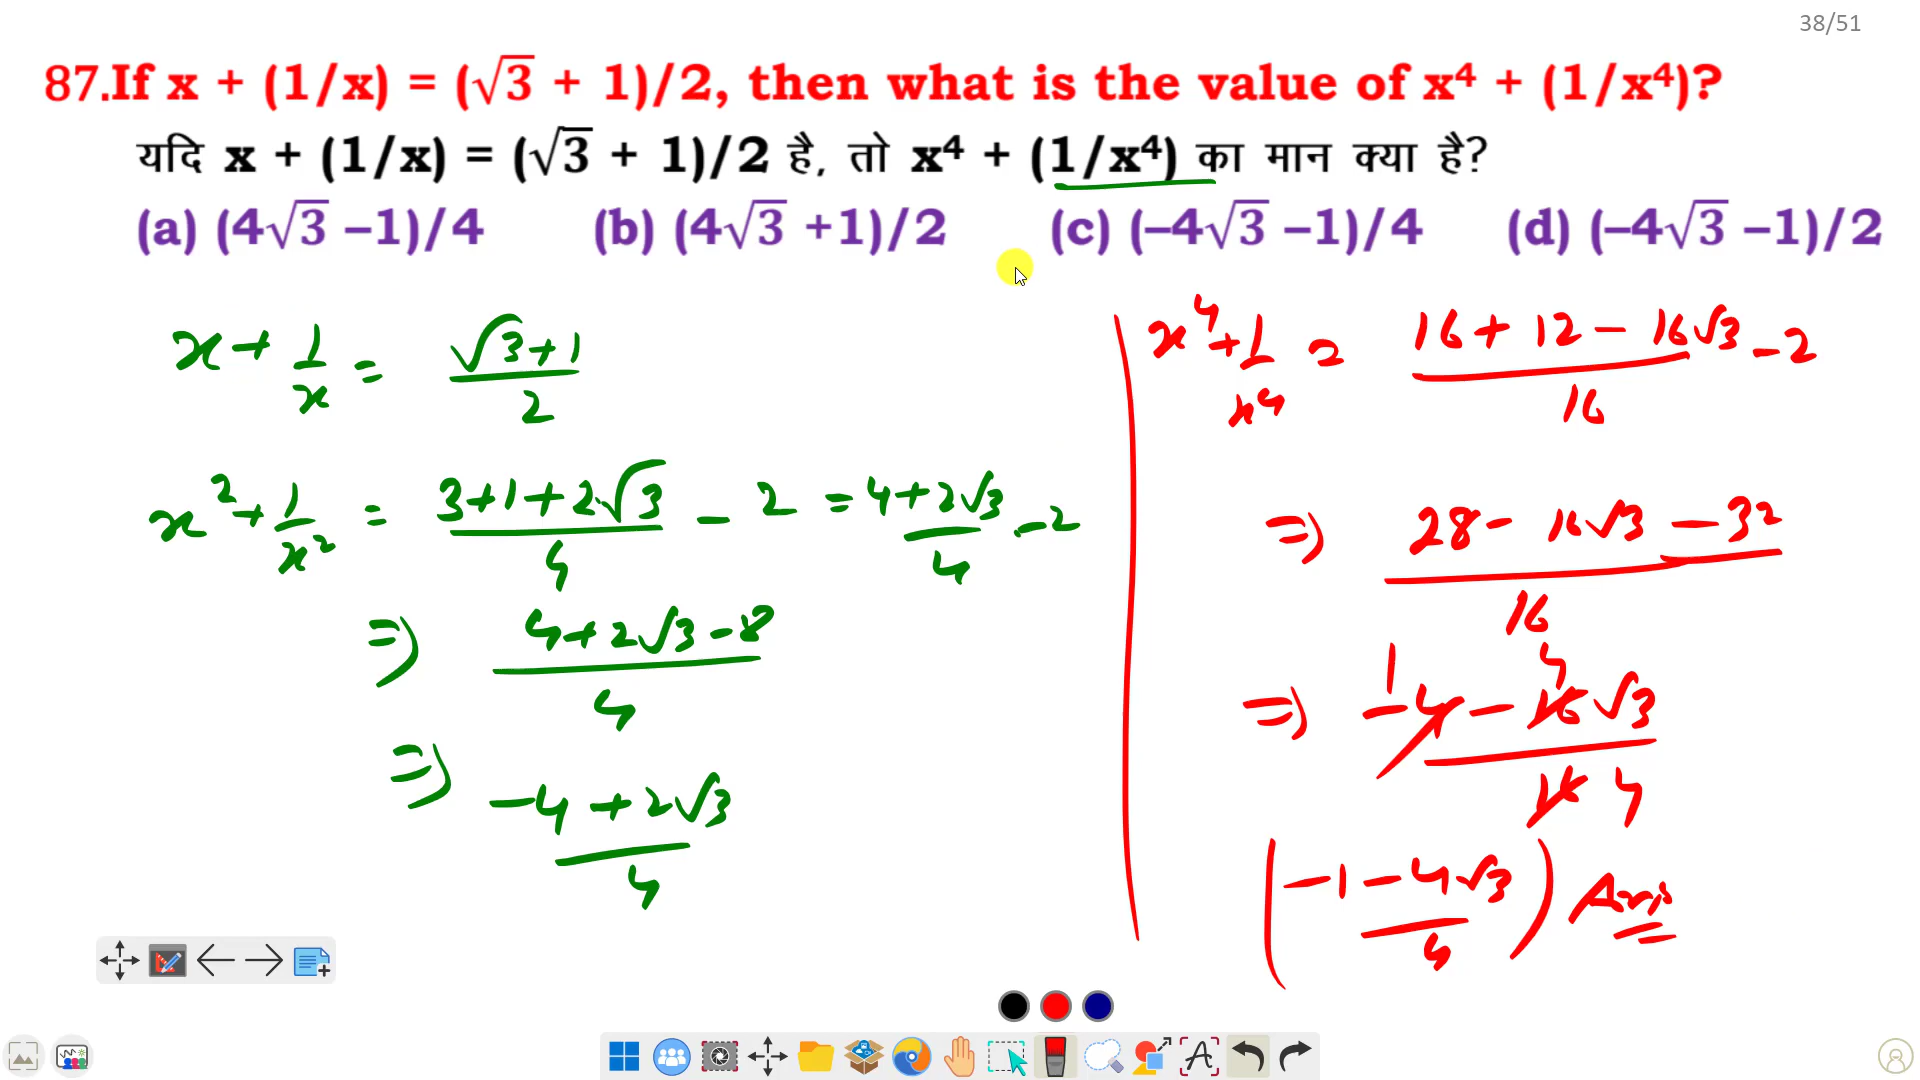 38/51
87.If x + (1/x) = (√3 + 1)/2, then what is the value of x⁴ + (1/x⁴)?
यदि x + (1/x) = (√3 + 1)/2 है, तो x⁴ + (1/x⁴) का मान क्या है?
(a) (4√3 –1)/4 (b) (4√3 +1)/2 (c) (–4√3 –1)/4 (d) (–4√3 –1)/2
x + 1/x = (√3+1)/2
x² + 1/x² = (3+1+2√3)/4 - 2 = (4+2√3)/4 - 2
⇒ (4+2√3-8)/4
⇒ (-4+2√3)/4
x⁴ + 1/x⁴ = (16+12-16√3)/16 - 2
⇒ (28-16√3-32)/16
⇒ (-4-16√3)/16 1 4 4
((-1-4√3)/4) Ans